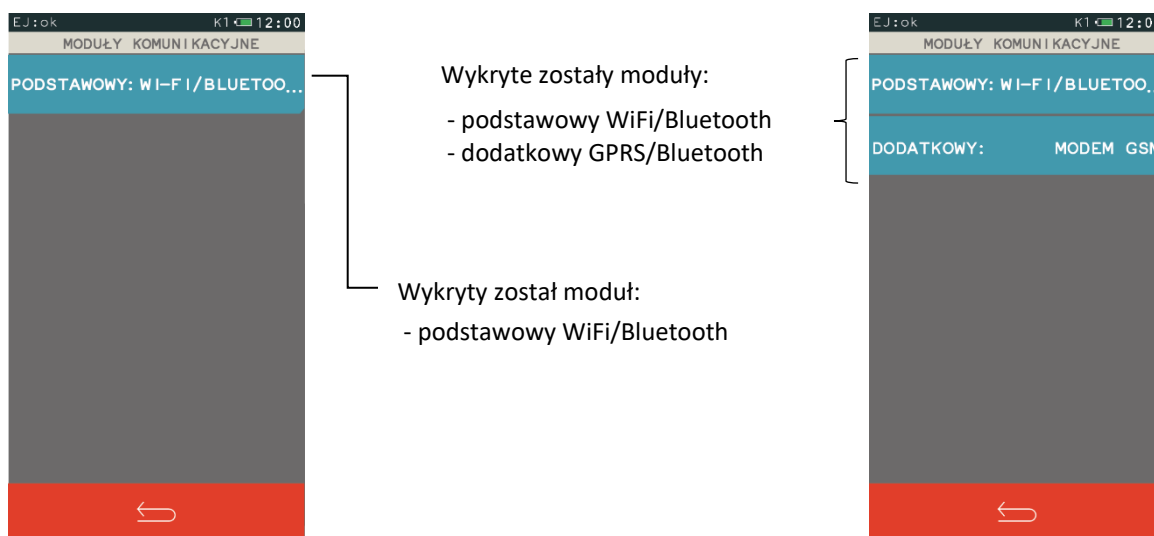 EJ:ok K1 12:00
MODUŁY KOMUNIKACYJNE
PODSTAWOWY: WI-FI/BLUETOO...
Wykryte zostały moduły:
- podstawowy WiFi/Bluetooth
- dodatkowy GPRS/Bluetooth
Wykryty został moduł:
- podstawowy WiFi/Bluetooth
EJ:ok K1 12:0
MODUŁY KOMUNIKACYJNE
PODSTAWOWY: WI-FI/BLUETOO..
DODATKOWY: MODEM GSM